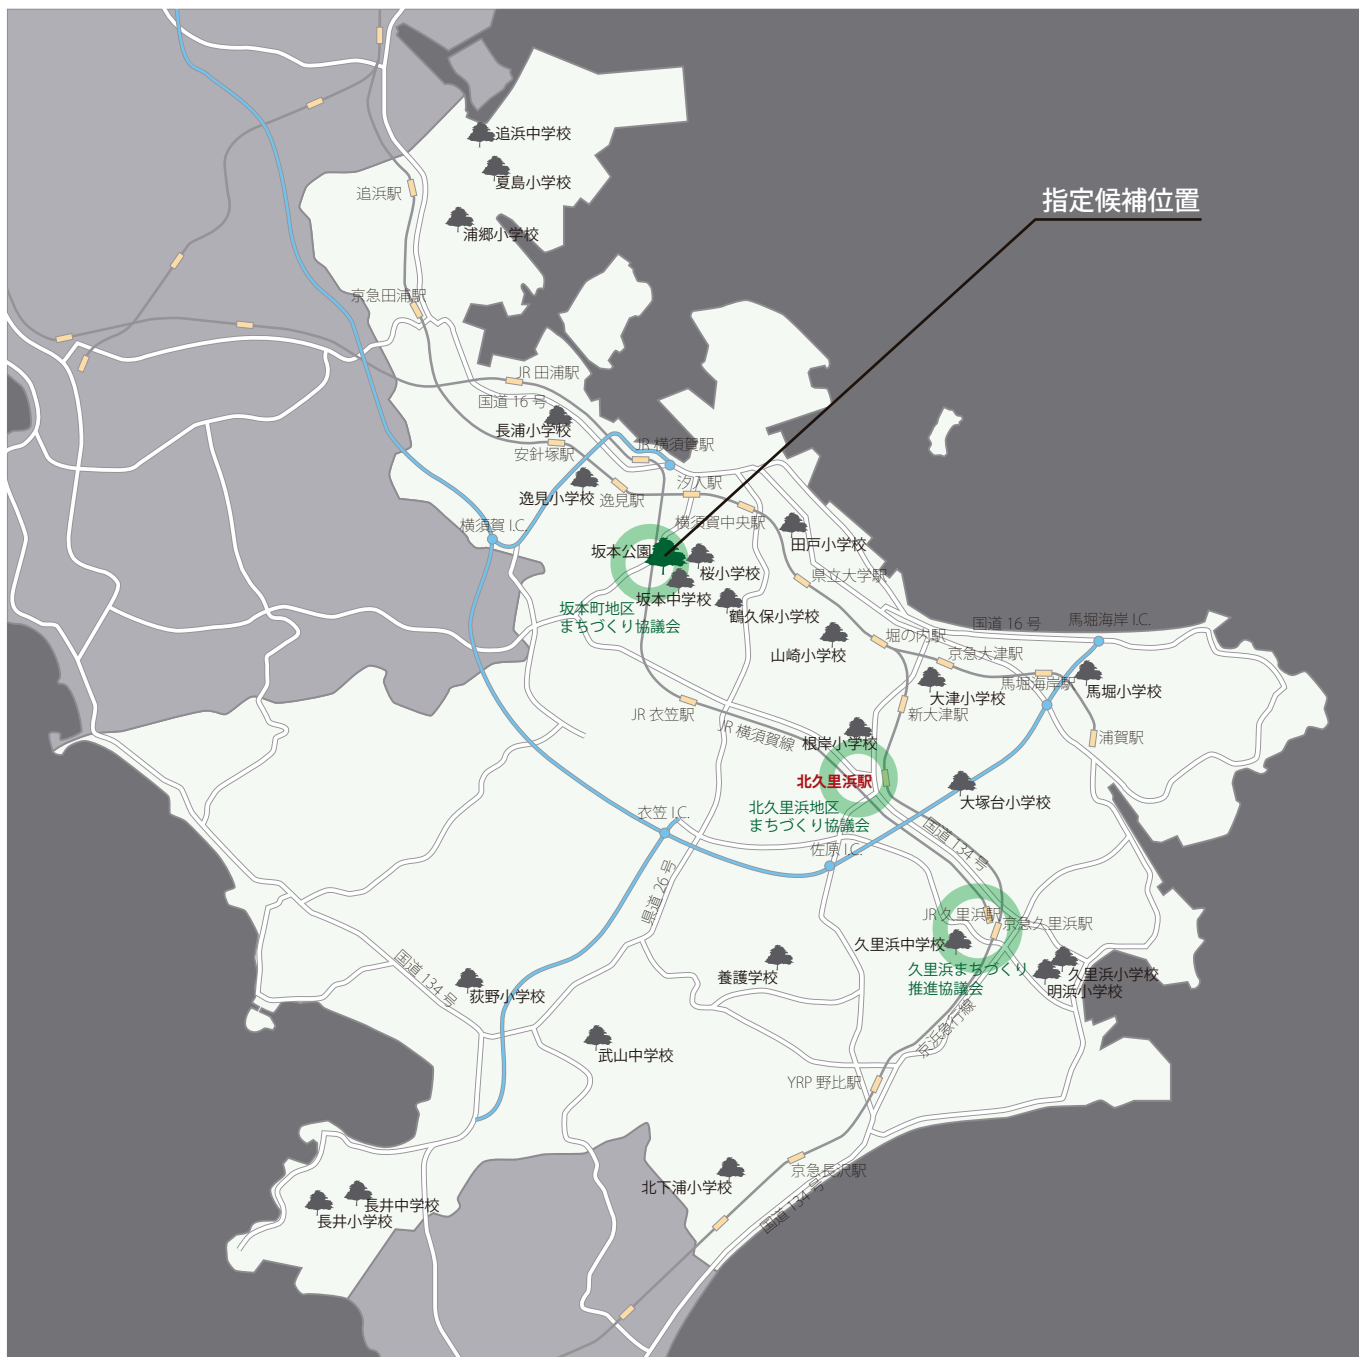 追浜中学校
夏島小学校
追浜駅
指定候補位置
浦郷小学校
京急田浦駅
JR 田浦駅
国道 16 号
長浦小学校
安針塚駅
JR 横須賀駅
汐入駅
逸見小学校
逸見駅
横須賀 I.C.
横須賀中央駅
田戸小学校
坂本公園
桜小学校
県立大学駅
坂本中学校
坂本町地区
まちづくり協議会
鶴久保小学校
国道 16 号
馬堀海岸 I.C.
堀の内駅
山崎小学校
京急大津駅
馬堀海岸駅
馬堀小学校
大津小学校
新大津駅
JR 衣笠駅
JR 横須賀線
根岸小学校
浦賀駅
北久里浜駅
大塚台小学校
北久里浜地区
まちづくり協議会
衣笠 I.C.
佐原 I.C.
国道 134 号
県道 26 号
JR 久里浜駅
京急久里浜駅
久里浜中学校
久里浜まちづくり
推進協議会
久里浜小学校
明浜小学校
養護学校
国道 134 号
荻野小学校
武山中学校
京浜急行線
YRP 野比駅
京急長沢駅
北下浦小学校
国道 134 号
長井中学校
長井小学校